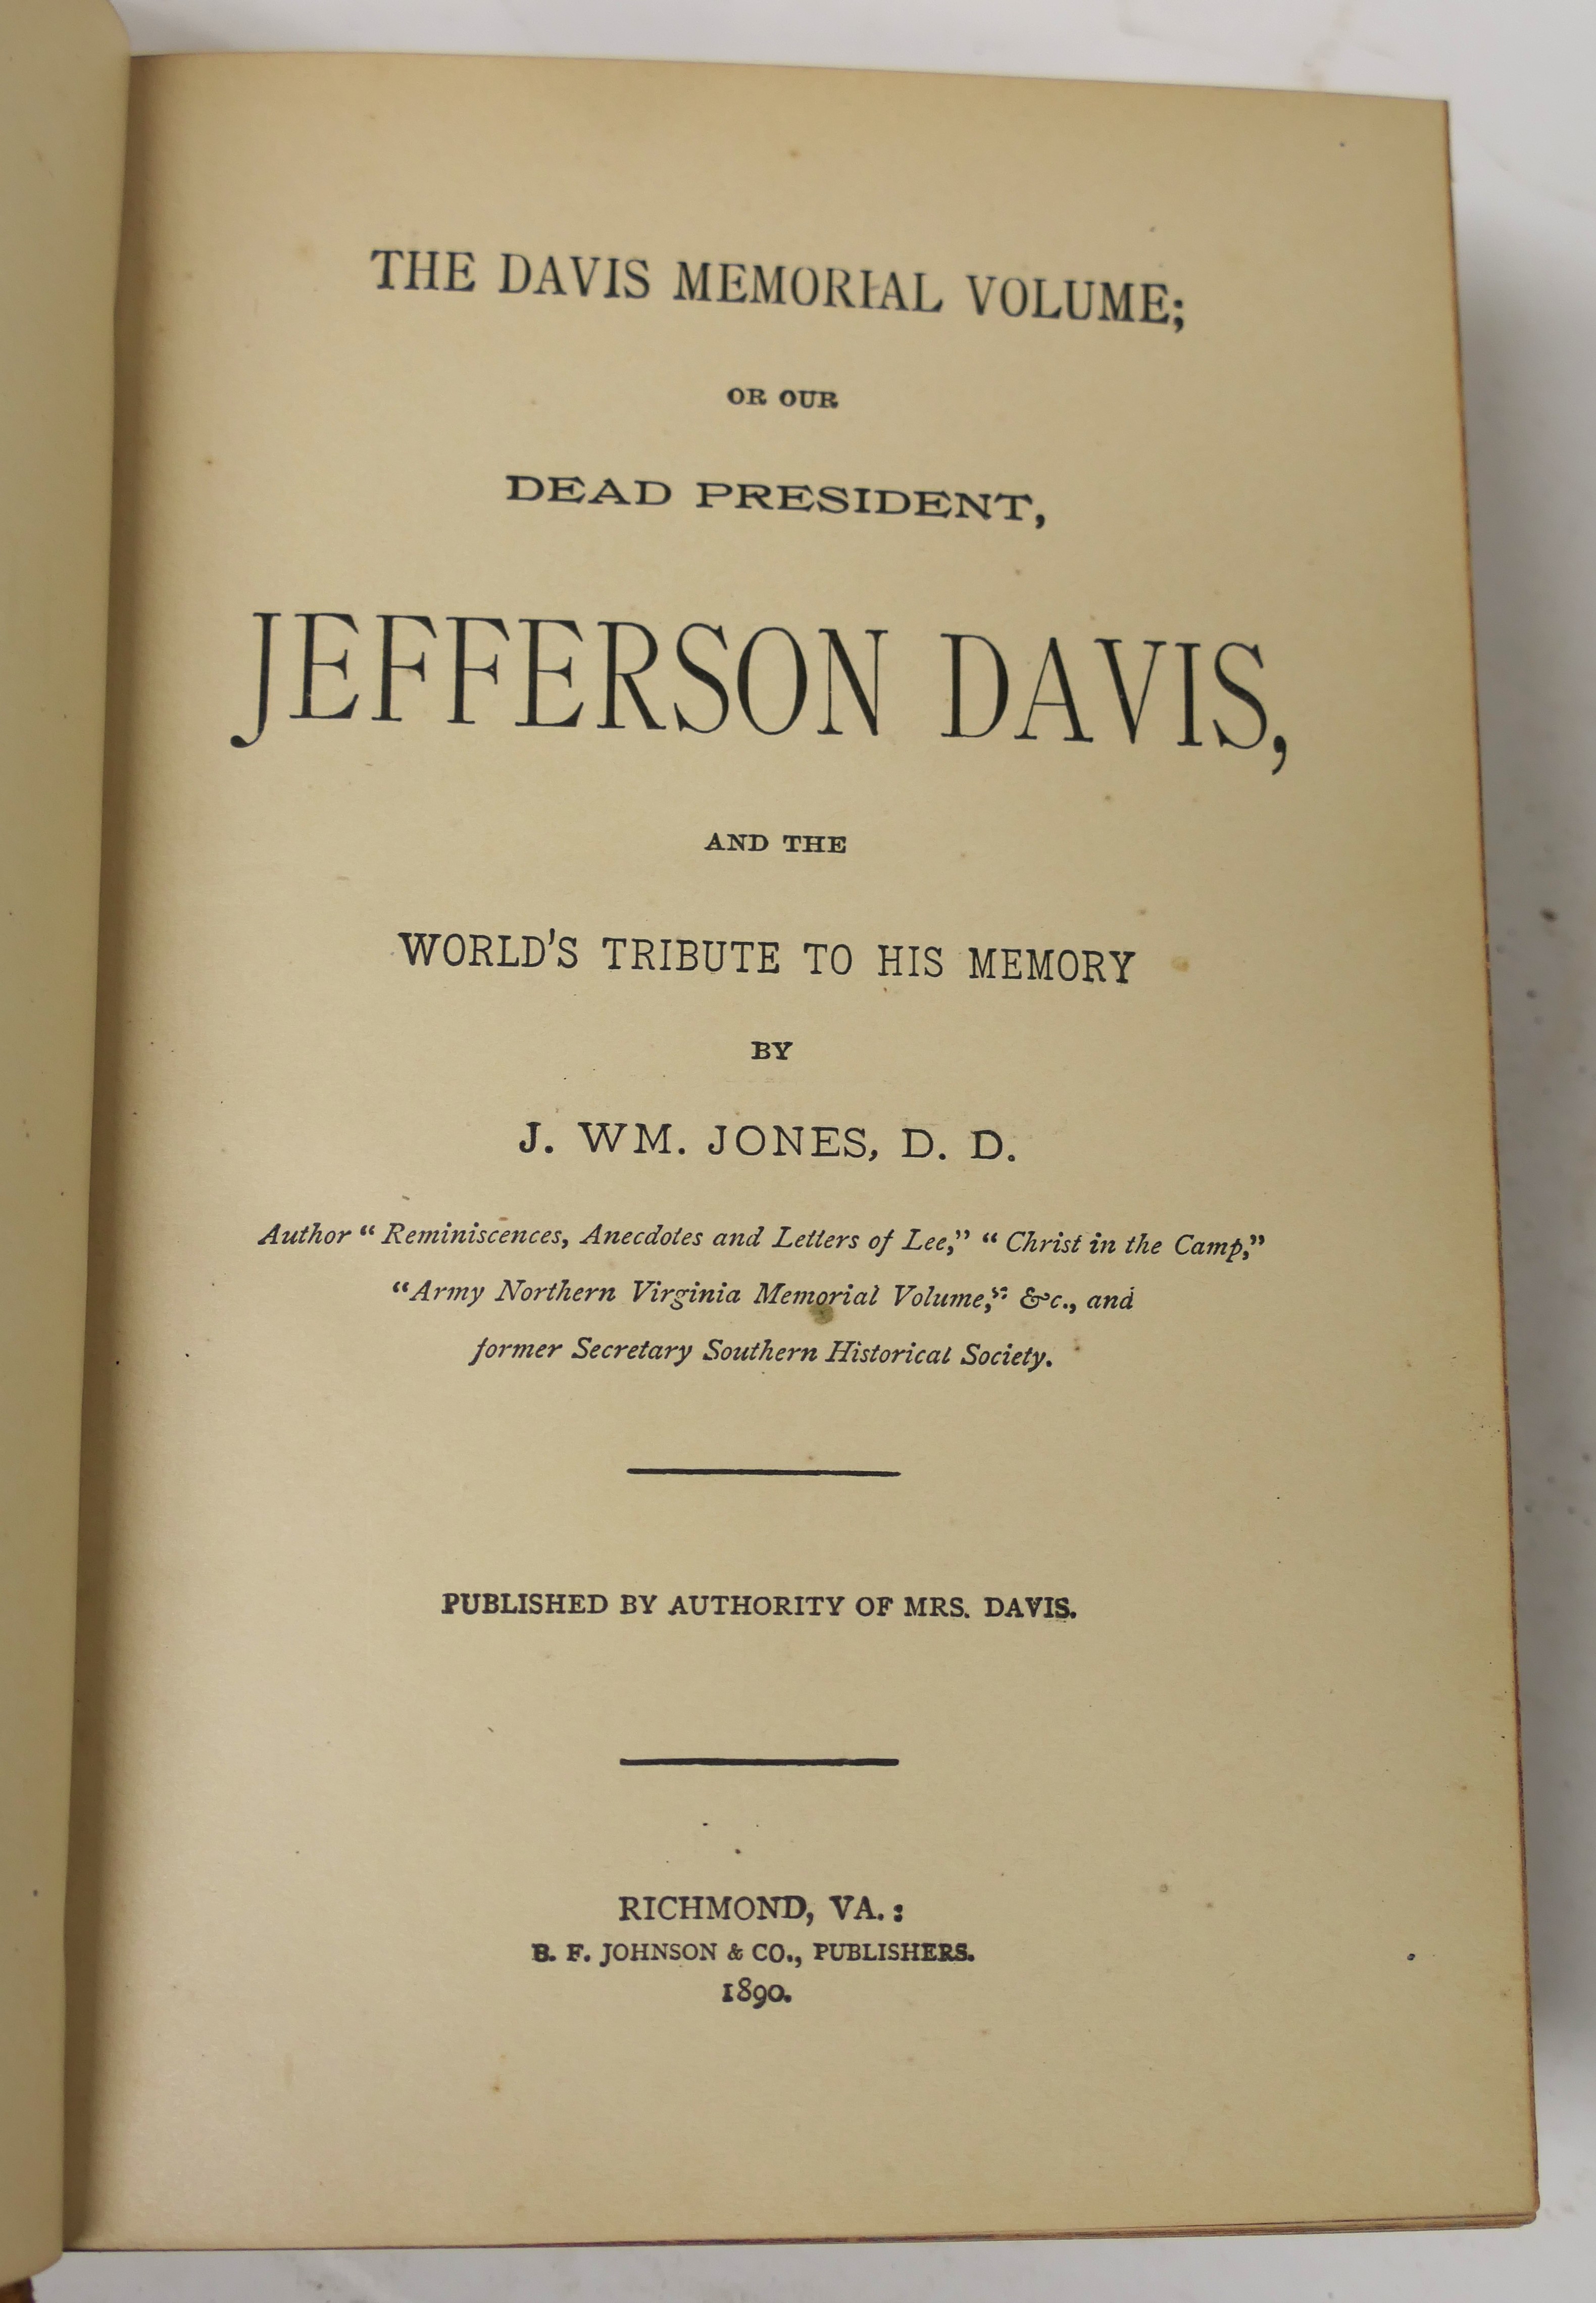 THE DAVIS MEMORIAL VOLUME;
OR OUR
DEAD PRESIDENT,
JEFFERSON DAVIS,
AND THE
WORLD'S TRIBUTE TO HIS MEMORY
BY
J. WM. JONES, D. D.
Author “ Reminiscences, Anecdotes and Letters of Lee,” “ Christ in the Camp,”
“Army Northern Virginia Memorial Volume,” &c., and
former Secretary Southern Historical Society.
PUBLISHED BY AUTHORITY OF MRS. DAVIS.
RICHMOND, VA. :
B. F. JOHNSON & CO., PUBLISHERS.
1890.